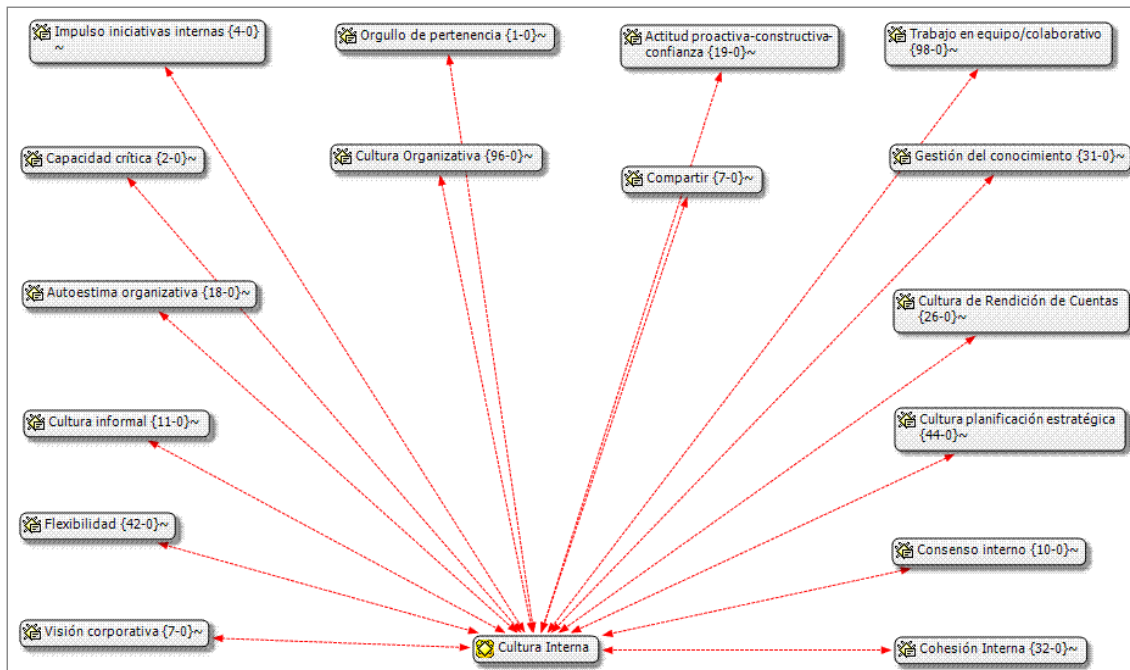 Impulso iniciativas internas {4-0}
~
Orgullo de pertenencia {1-0}~
Actitud proactiva-constructiva-
confianza {19-0}~
Trabajo en equipo/colaborativo
{98-0}~
Capacidad crítica {2-0}~
Cultura Organizativa {96-0}~
Compartir {7-0}~
Gestión del conocimiento {31-0}~
Autoestima organizativa {18-0}~
Cultura de Rendición de Cuentas
{26-0}~
Cultura informal {11-0}~
Cultura planificación estratégica
{44-0}~
Flexibilidad {42-0}~
Consenso interno {10-0}~
Visión corporativa {7-0}~
Cultura Interna
Cohesión Interna {32-0}~